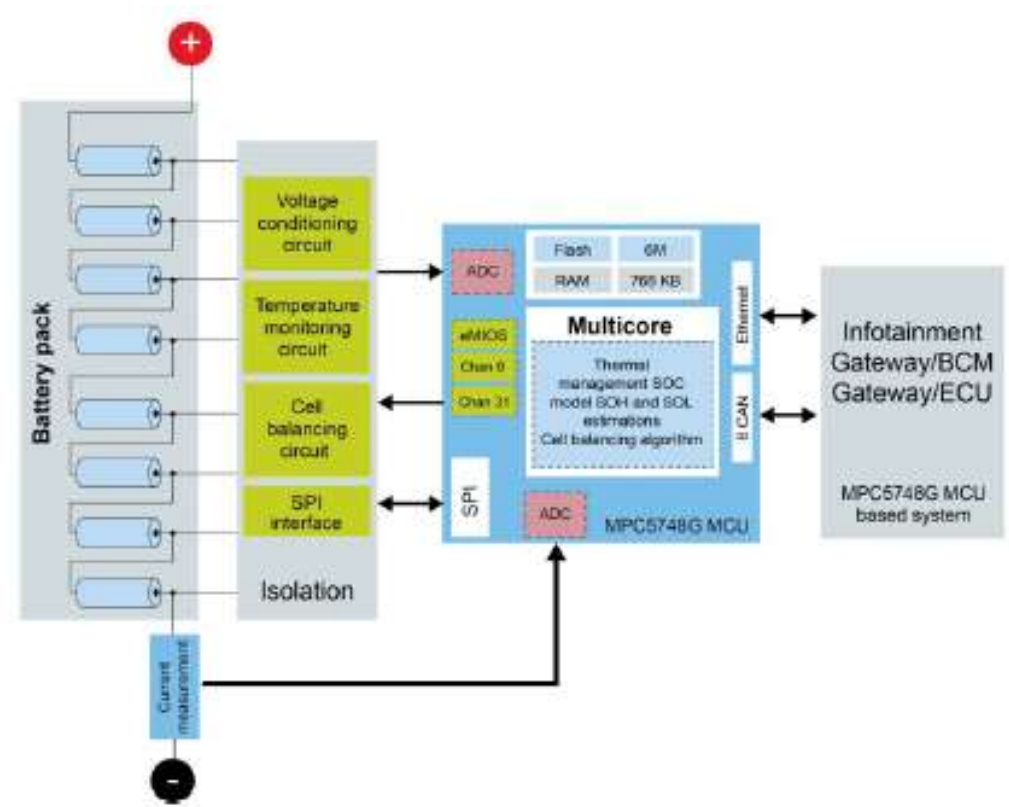 +
Battery pack
Voltage
conditioning
circuit
Temperature
monitoring
circuit
Cell
balancing
circuit
SPI
interface
Isolation
Current
measurement
-
ADC
Flash
6M
RAM
768 KB
eMIOS
Chan 0
Chan 31
Multicore
Thermal
management SOC
model SOH and SOL
estimations
Cell balancing algorithm
SPI
ADC
MPC5748G MCU
Ethernet
8 CAN
Infotainment
Gateway/BCM
Gateway/ECU
MPC5748G MCU
based system